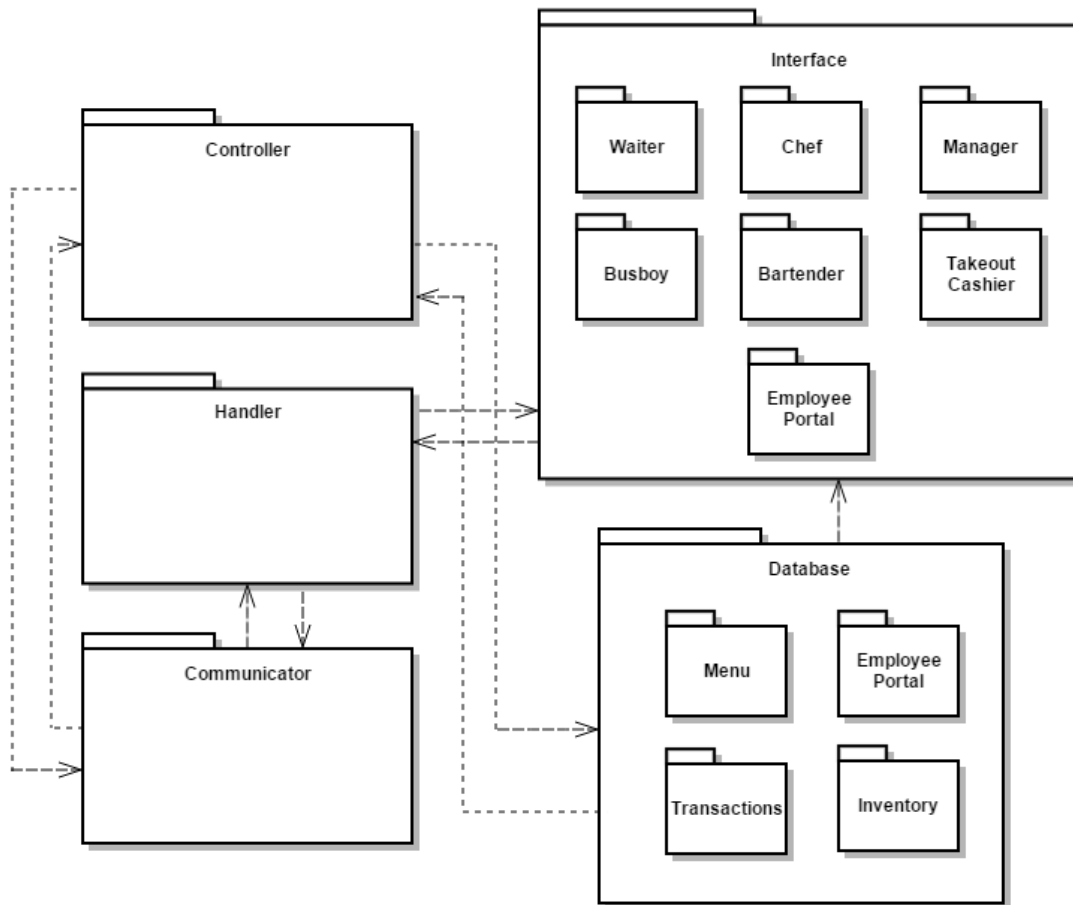 Interface
Waiter
Chef
Manager
Busboy
Bartender
Takeout
Cashier
Employee
Portal
Controller
Handler
Communicator
Database
Menu
Employee
Portal
Transactions
Inventory